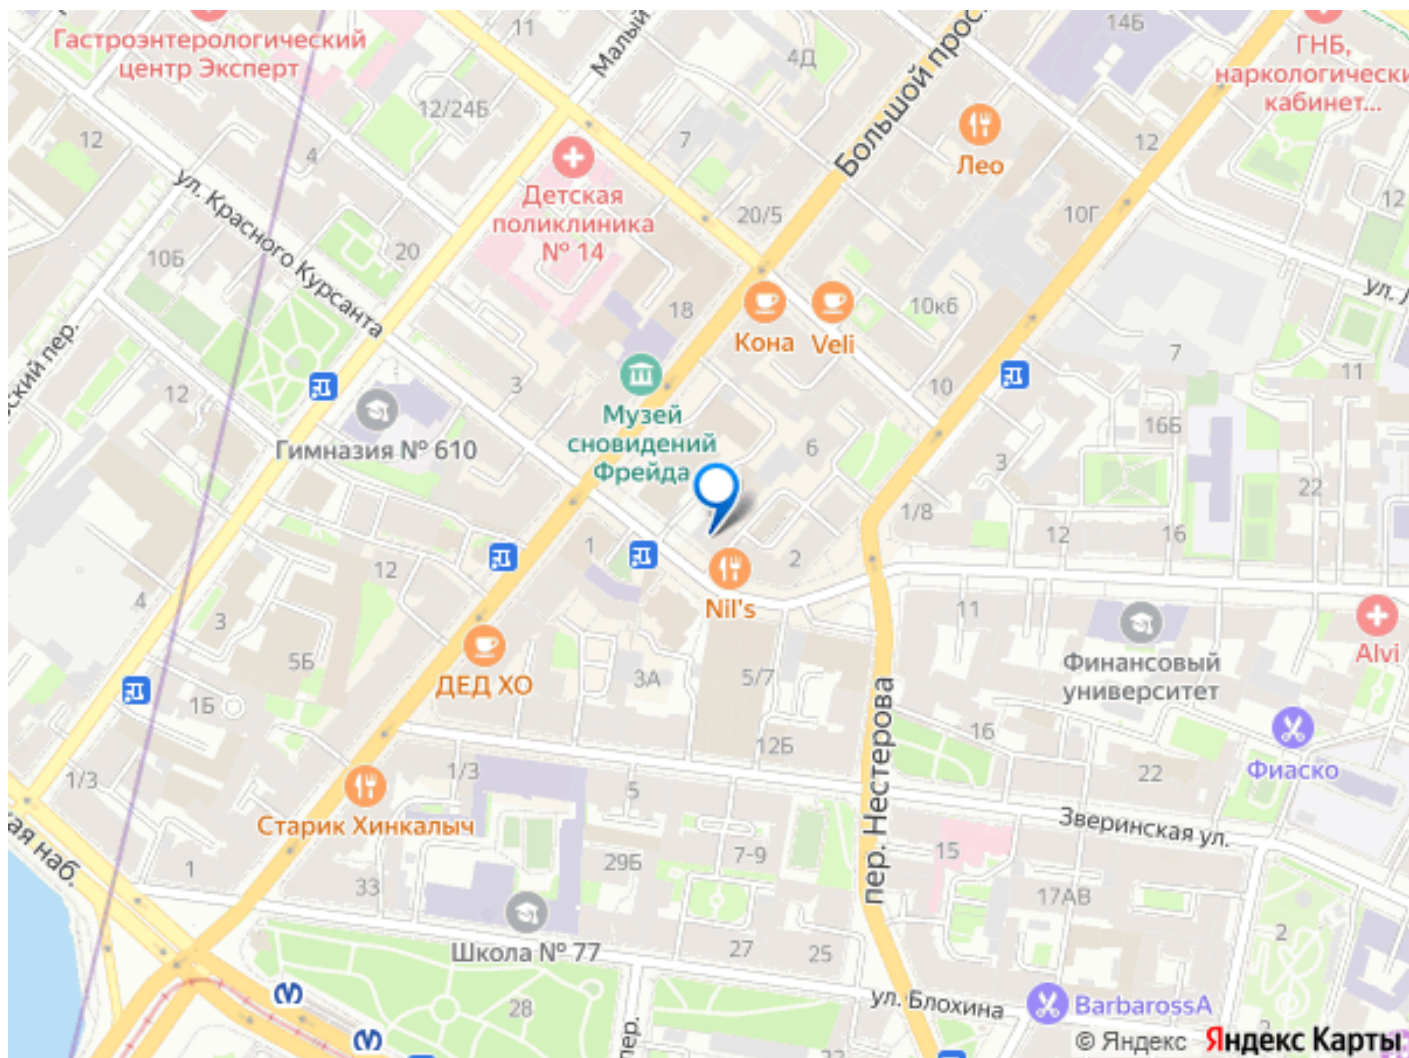 Гастроэнтерологический
центр Эксперт
11
Малый
4Д
Большой прос
14Б
ГНБ,
наркологически
кабинет...
12/24Б
12
4
7
Лео
12
ул. Красного Курсанта
Детская
поликлиника
№ 14
20/5
10Г
12
10Б
20
18
10к6
ул. Л
Кона
Veli
7
ский пер.
12
3
10
11
Музей
сновидений
Фрейда
Гимназия № 610
6
16Б
3
22
1/8
12
16
1
2
12
4
3
Nil's
11
5Б
ДЕД ХО
3А
5/7
Финансовый
университет
Alvi
1Б
пер. Нестерова
12Б
16
22
Фиаско
1/3
1/3
5
Старик Хинкалыч
Зверинская ул.
ая наб.
1
33
29Б
7-9
15
17АВ
Школа № 77
27
25
2
28
пер.
ул. Блохина
BarbarossA
2
© Яндекс Яндекс Карты